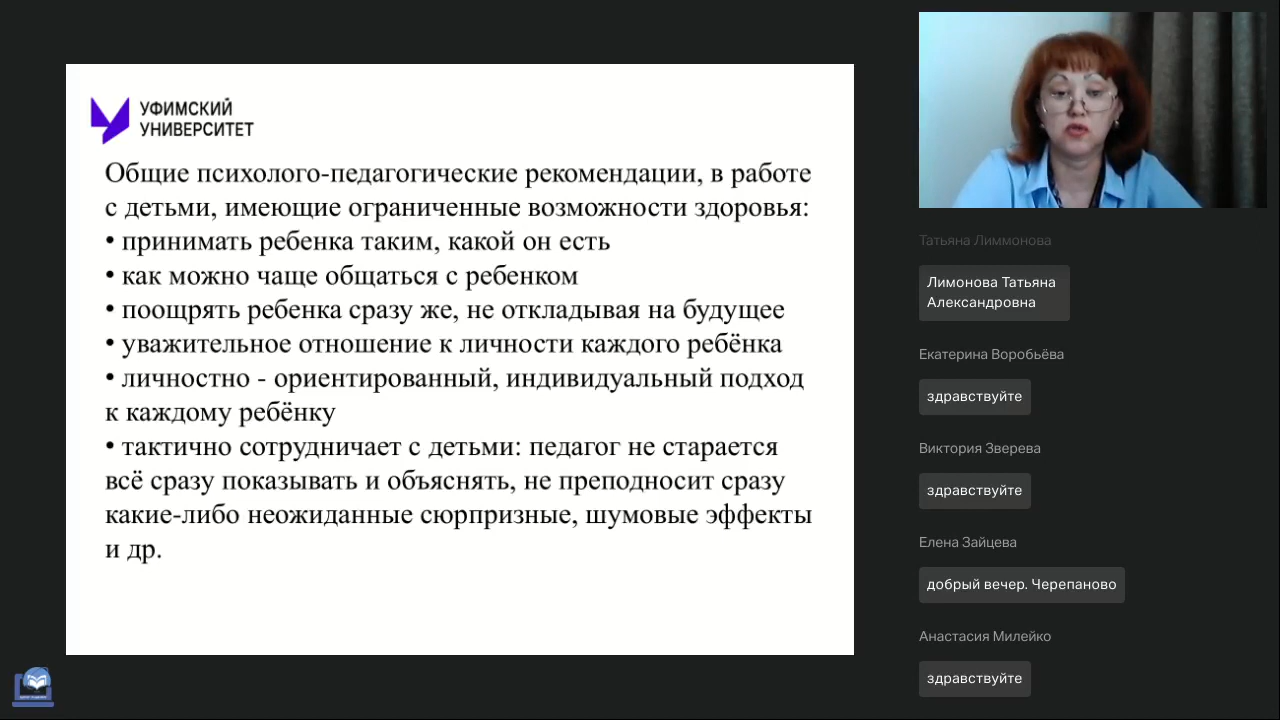 УФИМСКИЙ
УНИВЕРСИТЕТ
Общие психолого-педагогические рекомендации, в работе
с детьми, имеющие ограниченные возможности здоровья:
• принимать ребенка таким, какой он есть
• как можно чаще общаться с ребенком
• поощрять ребенка сразу же, не откладывая на будущее
• уважительное отношение к личности каждого ребёнка
• личностно - ориентированный, индивидуальный подход
к каждому ребёнку
• тактично сотрудничает с детьми: педагог не старается
всё сразу показывать и объяснять, не преподносит сразу
какие-либо неожиданные сюрпризные, шумовые эффекты
и др.
Татьяна Лиммонова
Лимонова Татьяна
Александровна
Екатерина Воробьёва
здравствуйте
Виктория Зверева
здравствуйте
Елена Зайцева
добрый вечер. Черепаново
Анастасия Милейко
здравствуйте